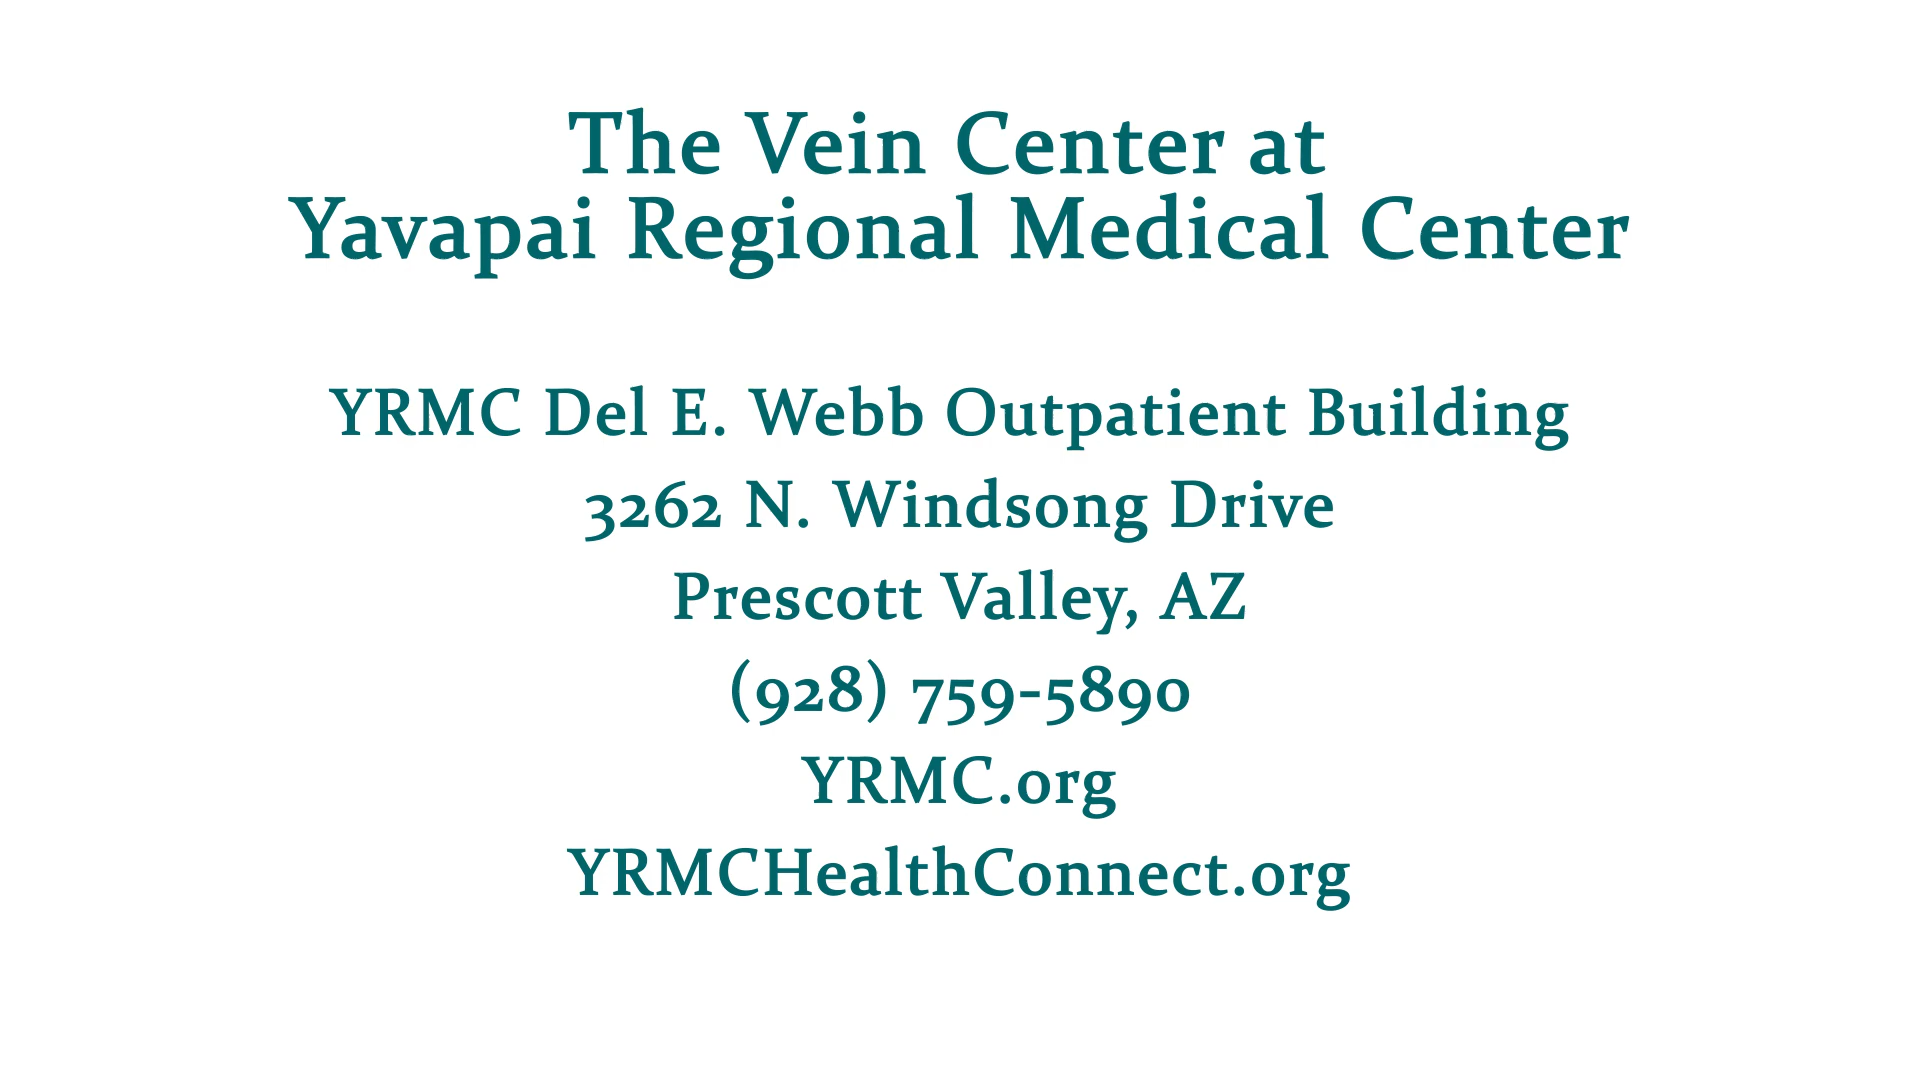 The Vein Center at
Yavapai Regional Medical Center
YRMC Del E. Webb Outpatient Building
3262 N. Windsong Drive
Prescott Valley, AZ
(928) 759-5890
YRMC.org
YRMCHealthConnect.org